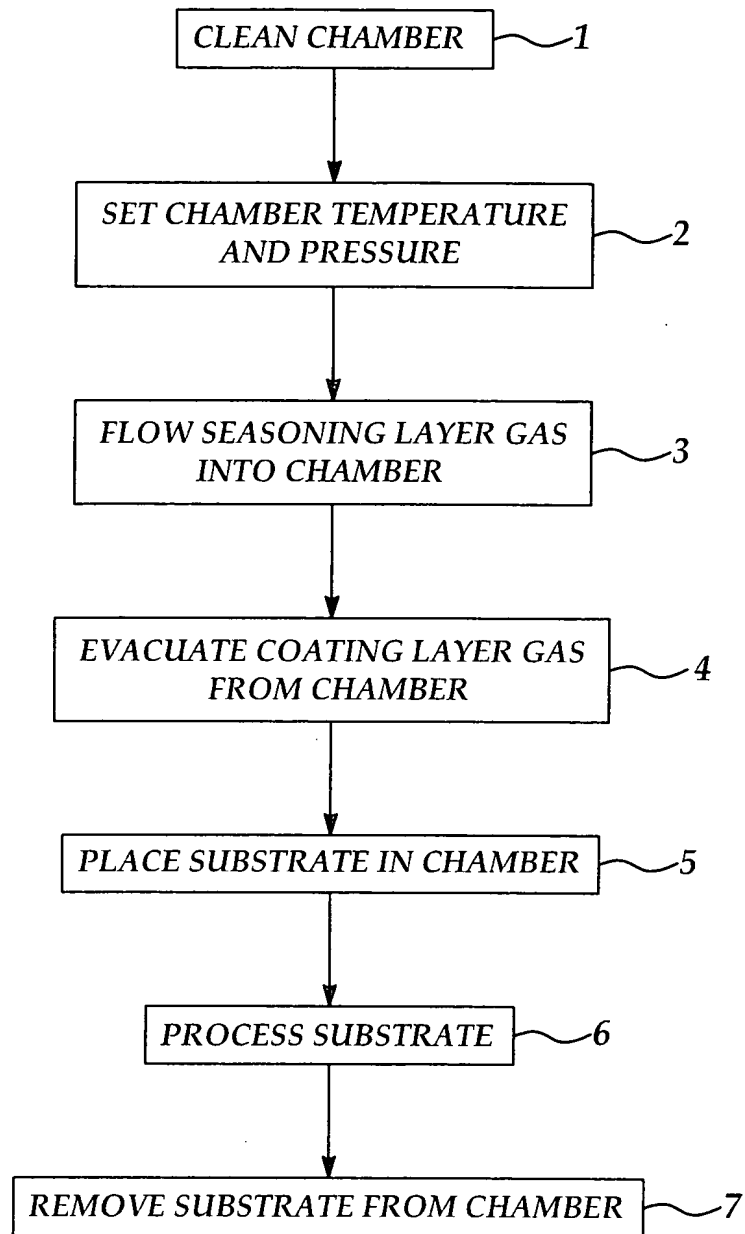 CLEAN CHAMBER 1
SET CHAMBER TEMPERATURE
AND PRESSURE 2
FLOW SEASONING LAYER GAS
INTO CHAMBER 3
EVACUATE COATING LAYER GAS
FROM CHAMBER 4
PLACE SUBSTRATE IN CHAMBER 5
PROCESS SUBSTRATE 6
REMOVE SUBSTRATE FROM CHAMBER 7